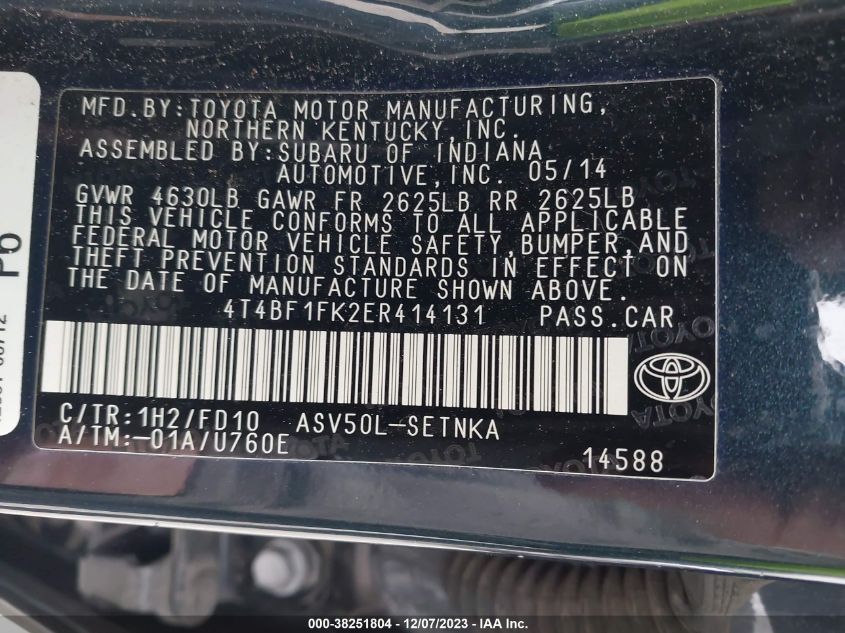 MFD.BY:TOYOTA MOTOR MANUFACTURING,
NORTHERN KENTUCKY,INC.
ASSEMBLED BY:SUBARU OF INDIANA
AUTOMOTIVE,INC. 05/14
GVWR 4630LB GAWR FR 2625LB RR 2625LB
THIS VEHICLE CONFORMS TO ALL APPLICABLE
FEDERAL MOTOR VEHICLE SAFETY,BUMPER,AND
THEFT PREVENTION STANDARDS IN EFFECT ON
THE DATE OF MANUFACTURE SHOWN ABOVE.
4T4BF1FK2ER414131 PASS.CAR
C/TR:1H2/FD10 ASV50L-SETNKA
A/TM:-01A/U760E
14588
000-38251804 - 12/07/2023 - IAA Inc.